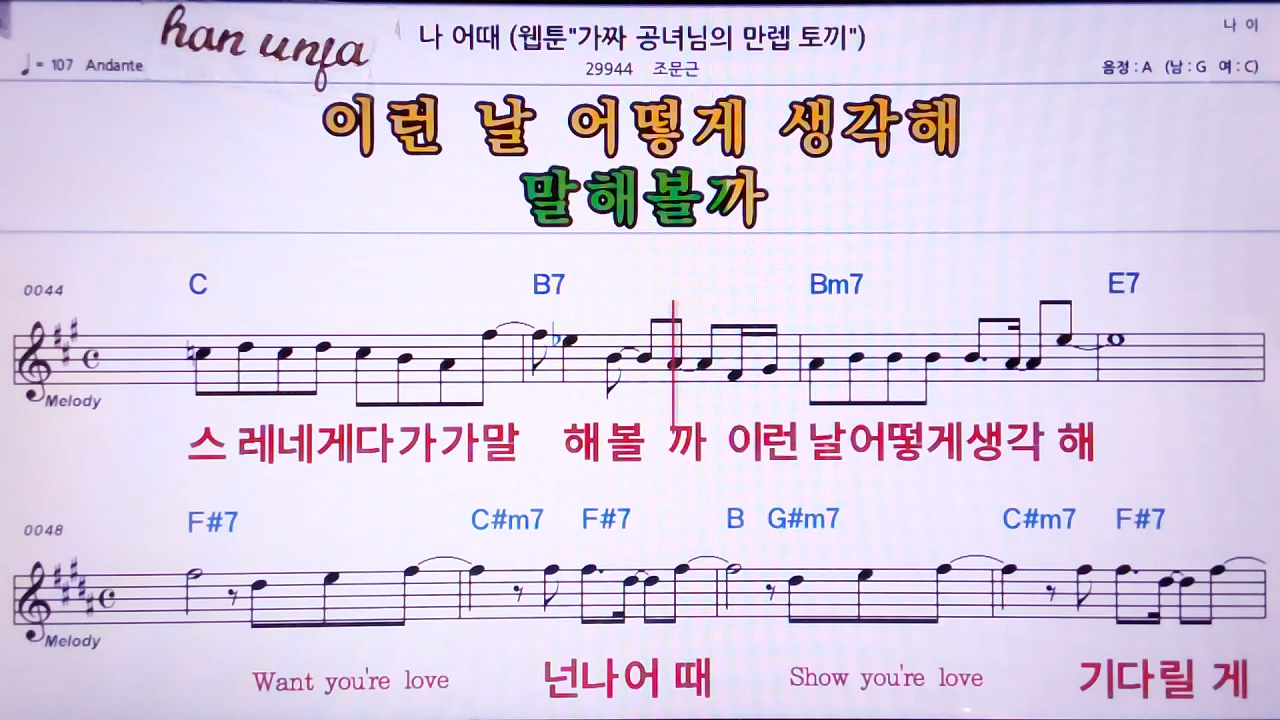 han unfa
나 어때 (웹툰"가짜 공녀님의 만렙 토끼")
나 이
♩ = 107 Andante
29944 조문근
음정 : A (남 : G 여 : C)
이런 날 어떻게 생각해
말해볼까
0044
C B7 Bm7 E7
Melody
스 레네게다가가말 해볼 까 이런 날어떻게생각 해
0048
F#7 C#m7 F#7 B G#m7 C#m7 F#7
Melody
Want you're love 넌나어 때 Show you're love 기다릴 게